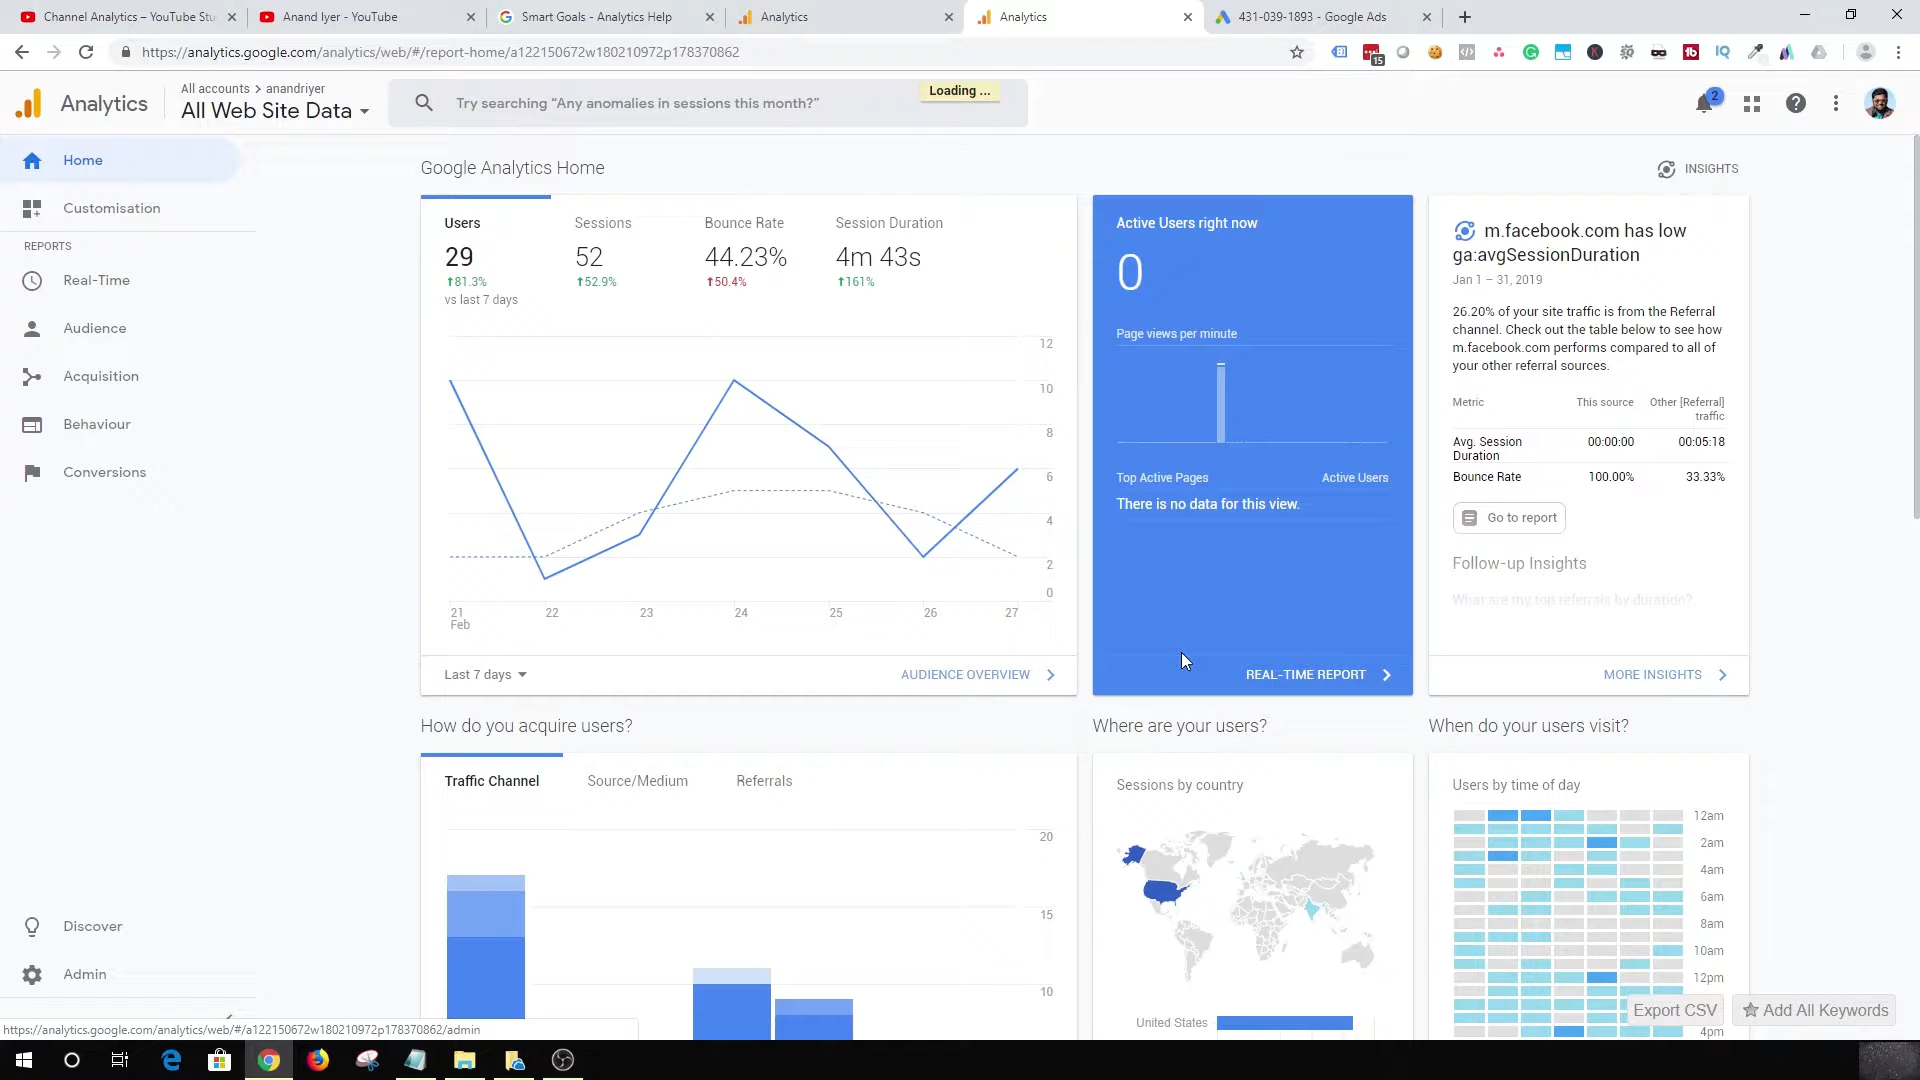 Channel Analytics – YouTube Stu
Anand Iyer - YouTube
Smart Goals - Analytics Help
Analytics
Analytics
431-039-1893 - Google Ads
https://analytics.google.com/analytics/web/#/report-home/a122150672w180210972p178370862
15
Analytics
All accounts > anandriyer
All Web Site Data
Try searching “Any anomalies in sessions this month?”
Loading ...
2
Home
Customisation
REPORTS
Real-Time
Audience
Acquisition
Behaviour
Conversions
Discover
Admin
Google Analytics Home
INSIGHTS
Users
29
81.3%
vs last 7 days
Sessions
52
52.9%
Bounce Rate
44.23%
50.4%
Session Duration
4m 43s
161%
12
10
8
6
4
2
0
21
Feb
22
23
24
25
26
27
Last 7 days
AUDIENCE OVERVIEW
Active Users right now
0
Page views per minute
Top Active Pages
Active Users
There is no data for this view.
REAL-TIME REPORT
m.facebook.com has low
ga:avgSessionDuration
Jan 1 – 31, 2019
26.20% of your site traffic is from the Referral
channel. Check out the table below to see how
m.facebook.com performs compared to all of
your other referral sources.
Metric
This source
Other [Referral]
traffic
Avg. Session
Duration
00:00:00
00:05:18
Bounce Rate
100.00%
33.33%
Go to report
Follow-up Insights
What are my top referrals by duration?
MORE INSIGHTS
How do you acquire users?
Traffic Channel
Source/Medium
Referrals
20
15
10
Where are your users?
Sessions by country
United States
When do your users visit?
Users by time of day
12am
2am
4am
6am
8am
10am
12pm
4pm
Export CSV
Add All Keywords
https://analytics.google.com/analytics/web/#/a122150672w180210972p178370862/admin